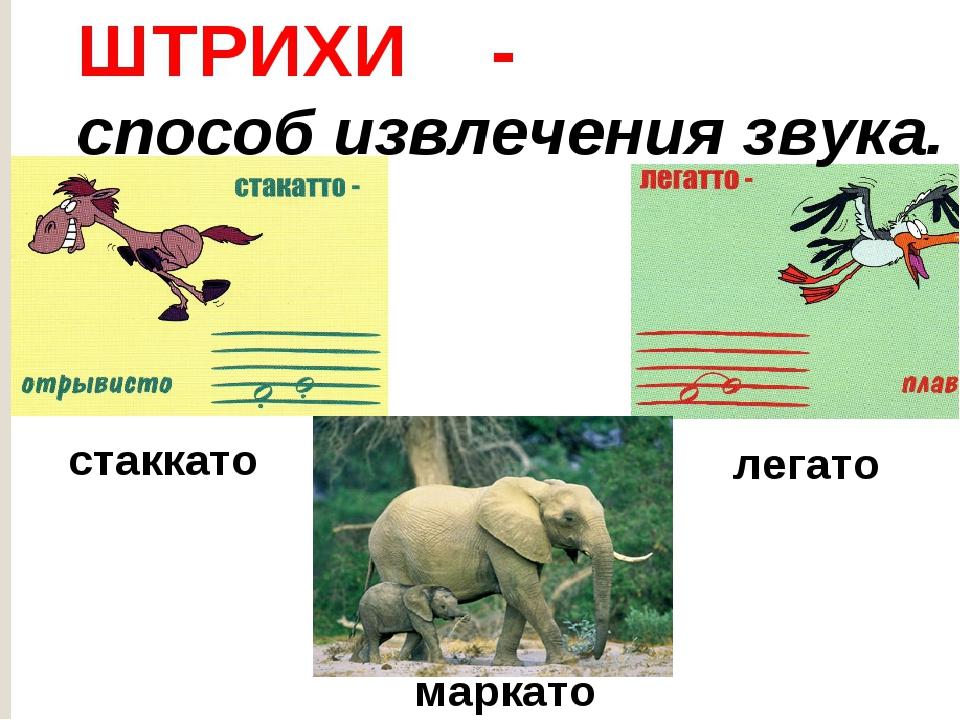 ШТРИХИ -
способ извлечения звука.
стакатто -
легатто -
отрывисто
плав
стаккато
легато
маркато